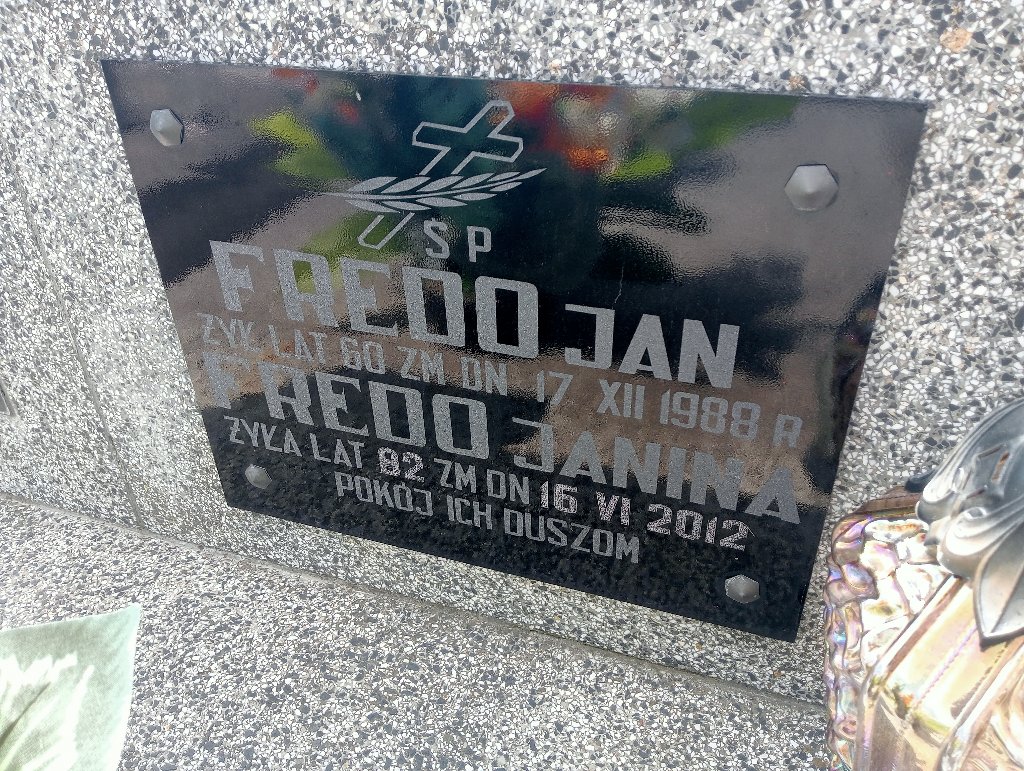 Ś P
FREDO JAN
ŻYŁ LAT 60 ZM DN 17 XII 1988 R
FREDO JANINA
ŻYŁA LAT 82 ZM DN 16 VI 2012
POKÓJ ICH DUSZOM